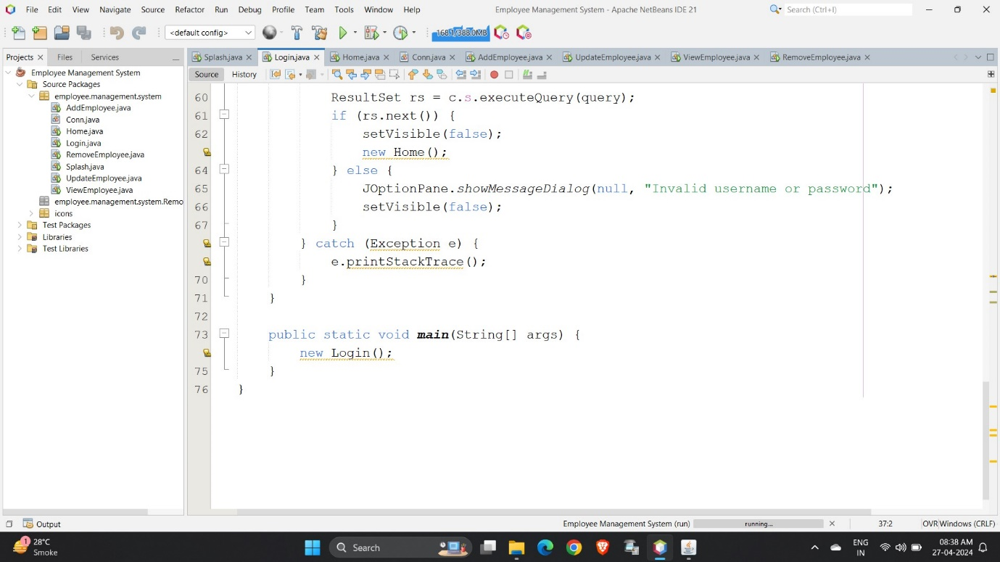 File Edit View Navigate Source Refactor Run Debug Profile Team Tools Window Help Employee Management System - Apache NetBeans IDE 21 Search (Ctrl+I)
<default config> 168.1/388.0MB
Projects Files Services
Splash.java Login.java Home.java Conn.java AddEmployee.java UpdateEmployee.java ViewEmployee.java RemoveEmployee.java
Source History
Employee Management System
Source Packages
employee.management.system
AddEmployee.java
Conn.java
Home.java
Login.java
RemoveEmployee.java
Splash.java
UpdateEmployee.java
ViewEmployee.java
employee.management.system.Remo
icons
Test Packages
Libraries
Test Libraries
60 ResultSet rs = c.s.executeQuery(query);
61 if (rs.next()) {
62 setVisible(false);
new Home();
64 } else {
65 JOptionPane.showMessageDialog(null, "Invalid username or password");
66 setVisible(false);
67 }
} catch (Exception e) {
e.printStackTrace();
70 }
71 }
72
73 public static void main(String[] args) {
new Login();
75 }
76 }
Output Employee Management System (run) running... 37:2 OVR Windows (CRLF)
1 28°C
Smoke
Search
ENG
IN
08:38 AM
27-04-2024